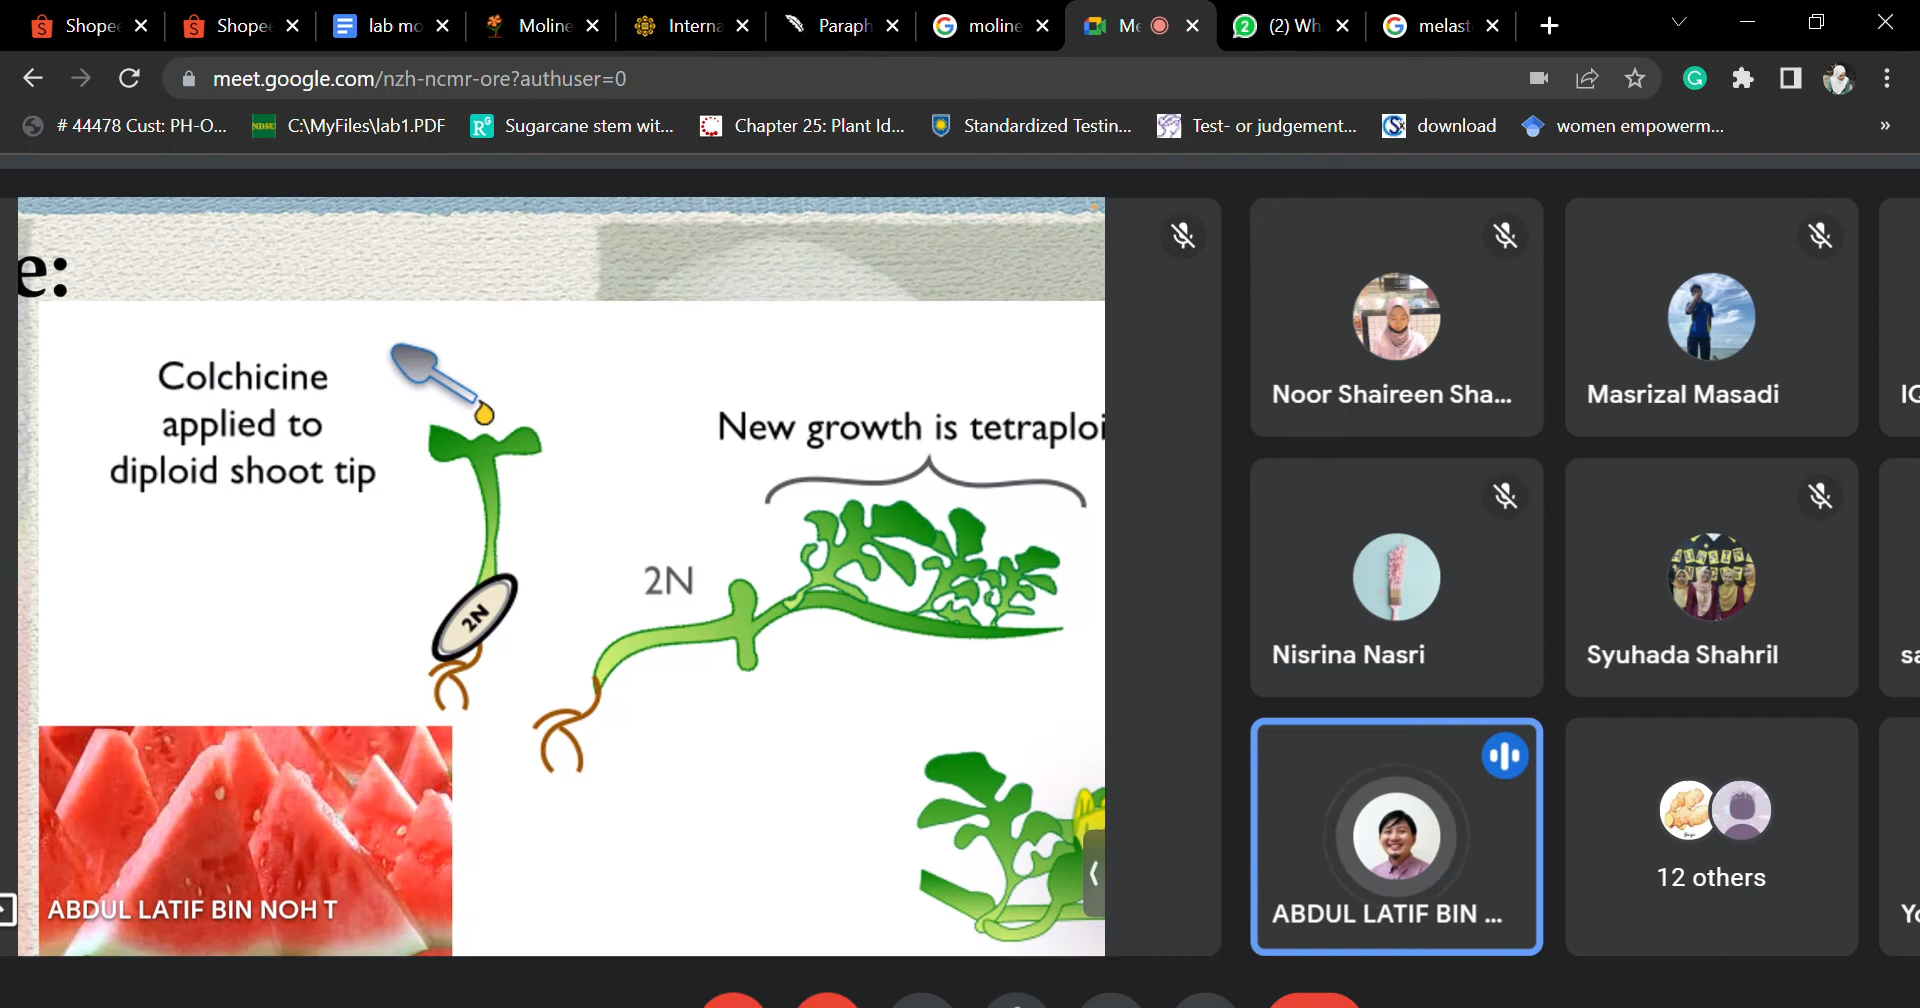 Shopee
Shope
lab mo
Moline
Interna
Paraph
moline
Me
(2) Wh
melast
meet.google.com/nzh-ncmr-ore?authuser=0
# 44478 Cust: PH-O...
C:\MyFiles\lab1.PDF
Sugarcane stem wit...
Chapter 25: Plant Id...
Standardized Testin...
Test- or judgement...
download
women empowerm...
e:
Colchicine
applied to
diploid shoot tip
New growth is tetraploi
2N
2N
ABDUL LATIF BIN NOH T
Noor Shaireen Sha...
Masrizal Masadi
Nisrina Nasri
Syuhada Shahril
sa
ABDUL LATIF BIN ...
12 others